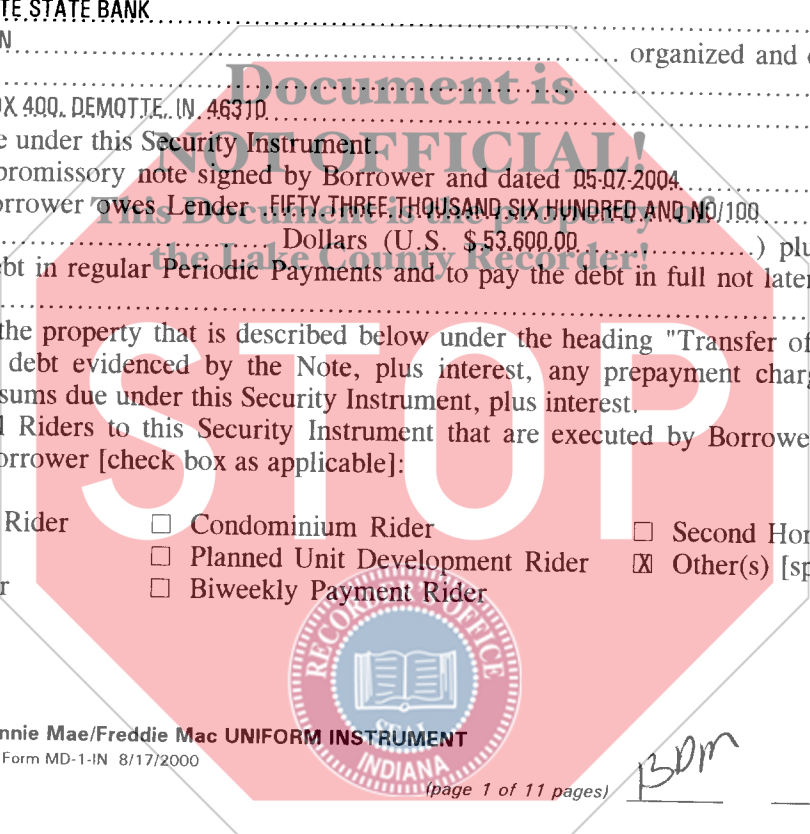 TE STATE BANK
N organized and
Document is
X 400, DEMOTTE, IN 46310
e under this Security Instrument.
NOT OFFICIAL!
promissory note signed by Borrower and dated 05-07-2004
orrower owes Lender FIFTY THREE THOUSAND SIX HUNDRED AND NO/100
This Document is the property
Dollars (U.S. $ 53,600.00 ) plu
the Lake County Recorder!
bt in regular Periodic Payments and to pay the debt in full not later
the property that is described below under the heading "Transfer of
debt evidenced by the Note, plus interest, any prepayment charg
sums due under this Security Instrument, plus interest.
STOP
l Riders to this Security Instrument that are executed by Borrowe
orrower [check box as applicable]:
Rider ☐ Condominium Rider ☐ Second Hom
☐ Planned Unit Development Rider ☒ Other(s) [sp
r ☐ Biweekly Payment Rider
RECORDER'S OFFICE
SEAL
INDIANA
nnie Mae/Freddie Mac UNIFORM INSTRUMENT
Form MD-1-IN 8/17/2000
(page 1 of 11 pages)
BDM